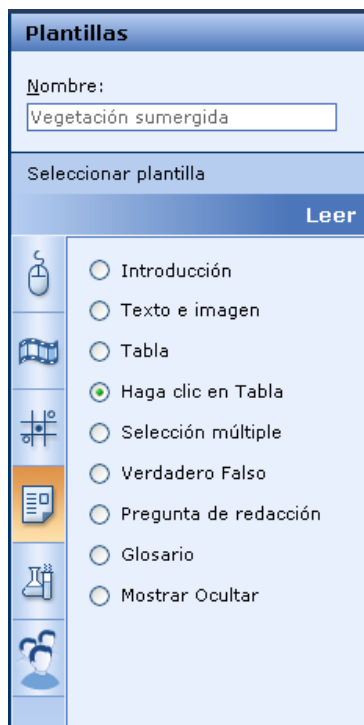 Plantillas
Nombre:
Vegetación sumergida
Seleccionar plantilla
Leer
Introducción
Texto e imagen
Tabla
Haga clic en Tabla
Selección múltiple
Verdadero Falso
Pregunta de redacción
Glosario
Mostrar Ocultar